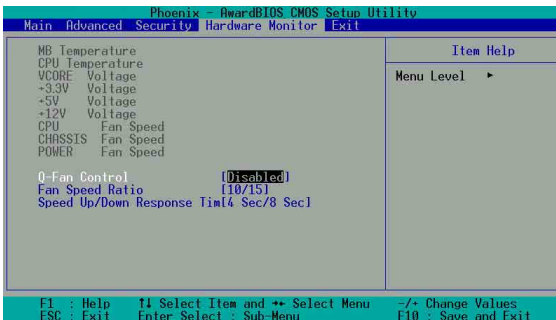 Phoenix - AwardBIOS CMOS Setup Utility
Main Advanced Security Hardware Monitor Exit
MB Temperature
CPU Temperature
VCORE Voltage
+3.3V Voltage
+5V Voltage
+12V Voltage
CPU Fan Speed
CHASSIS Fan Speed
POWER Fan Speed
Q-Fan Control [Disabled]
Fan Speed Ratio [10/15]
Speed Up/Down Response Tim[4 Sec/8 Sec]
Item Help
Menu Level ►
F1 : Help ↑↓ Select Item and →← Select Menu -/+ Change Values
ESC : Exit Enter Select : Sub-Menu F10 : Save and Exit